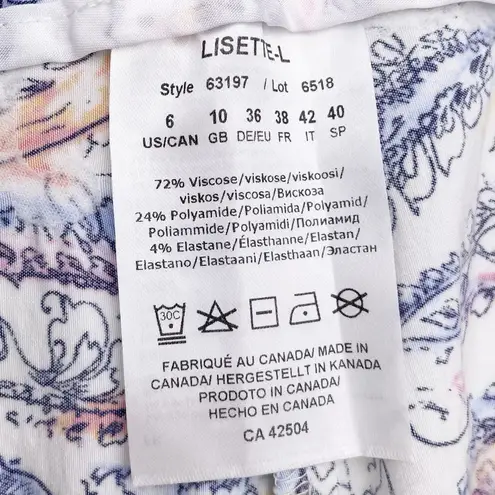 LISETTE-L
Style 63197 / Lot 6518
6 10 36 38 42 40
US/CAN GB DE/EU FR IT SP
72% Viscose/viskose/viskoosi/
viskos/viscosa/Вискоза
24% Polyamide/Poliamida/Polyamid/
Poliammide/Polyamidi/Полиамид
4% Elastane/Élasthanne/Elastan/
Elastano/Elastaani/Elasthaan/Эластан
30C
FABRIQUÉ AU CANADA/ MADE IN
CANADA/ HERGESTELLT IN KANADA
PRODOTO IN CANADA/
HECHO EN CANADA
CA 42504